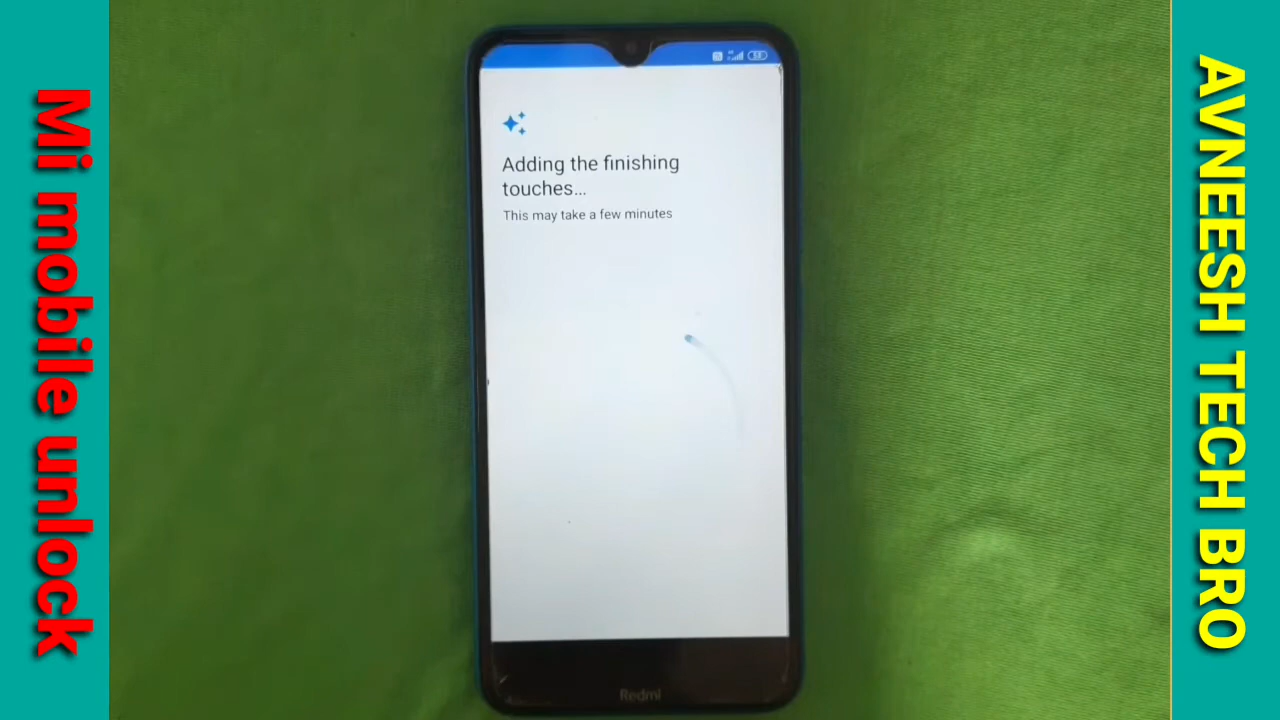 Mi mobile unlock
Adding the finishing
touches...
This may take a few minutes
Redmi
AVNEESH TECH BRO